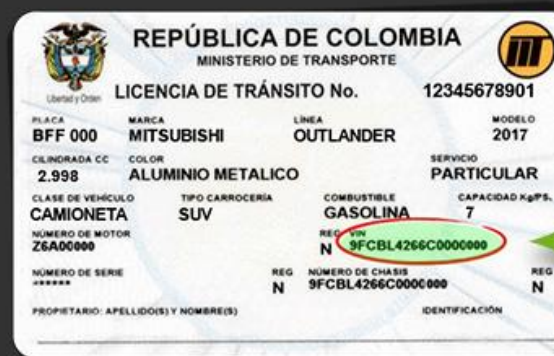 REPÚBLICA DE COLOMBIA
MINISTERIO DE TRANSPORTE
Libertad y Orden
LICENCIA DE TRÁNSITO No. 12345678901
PLACA MARCA LÍNEA MODELO
BFF 000 MITSUBISHI OUTLANDER 2017
CILINDRADA CC COLOR SERVICIO
2.998 ALUMINIO METALICO PARTICULAR
CLASE DE VEHÍCULO TIPO CARROCERÍA COMBUSTIBLE CAPACIDAD Kg/PS.
CAMIONETA SUV GASOLINA 7
NÚMERO DE MOTOR REG VIN
Z6A00000 N 9FCBL4266C0000000
NÚMERO DE SERIE REG NÚMERO DE CHASIS REG
****** N 9FCBL4266C0000000 N
PROPIETARIO: APELLIDO(S) Y NOMBRE(S) IDENTIFICACIÓN